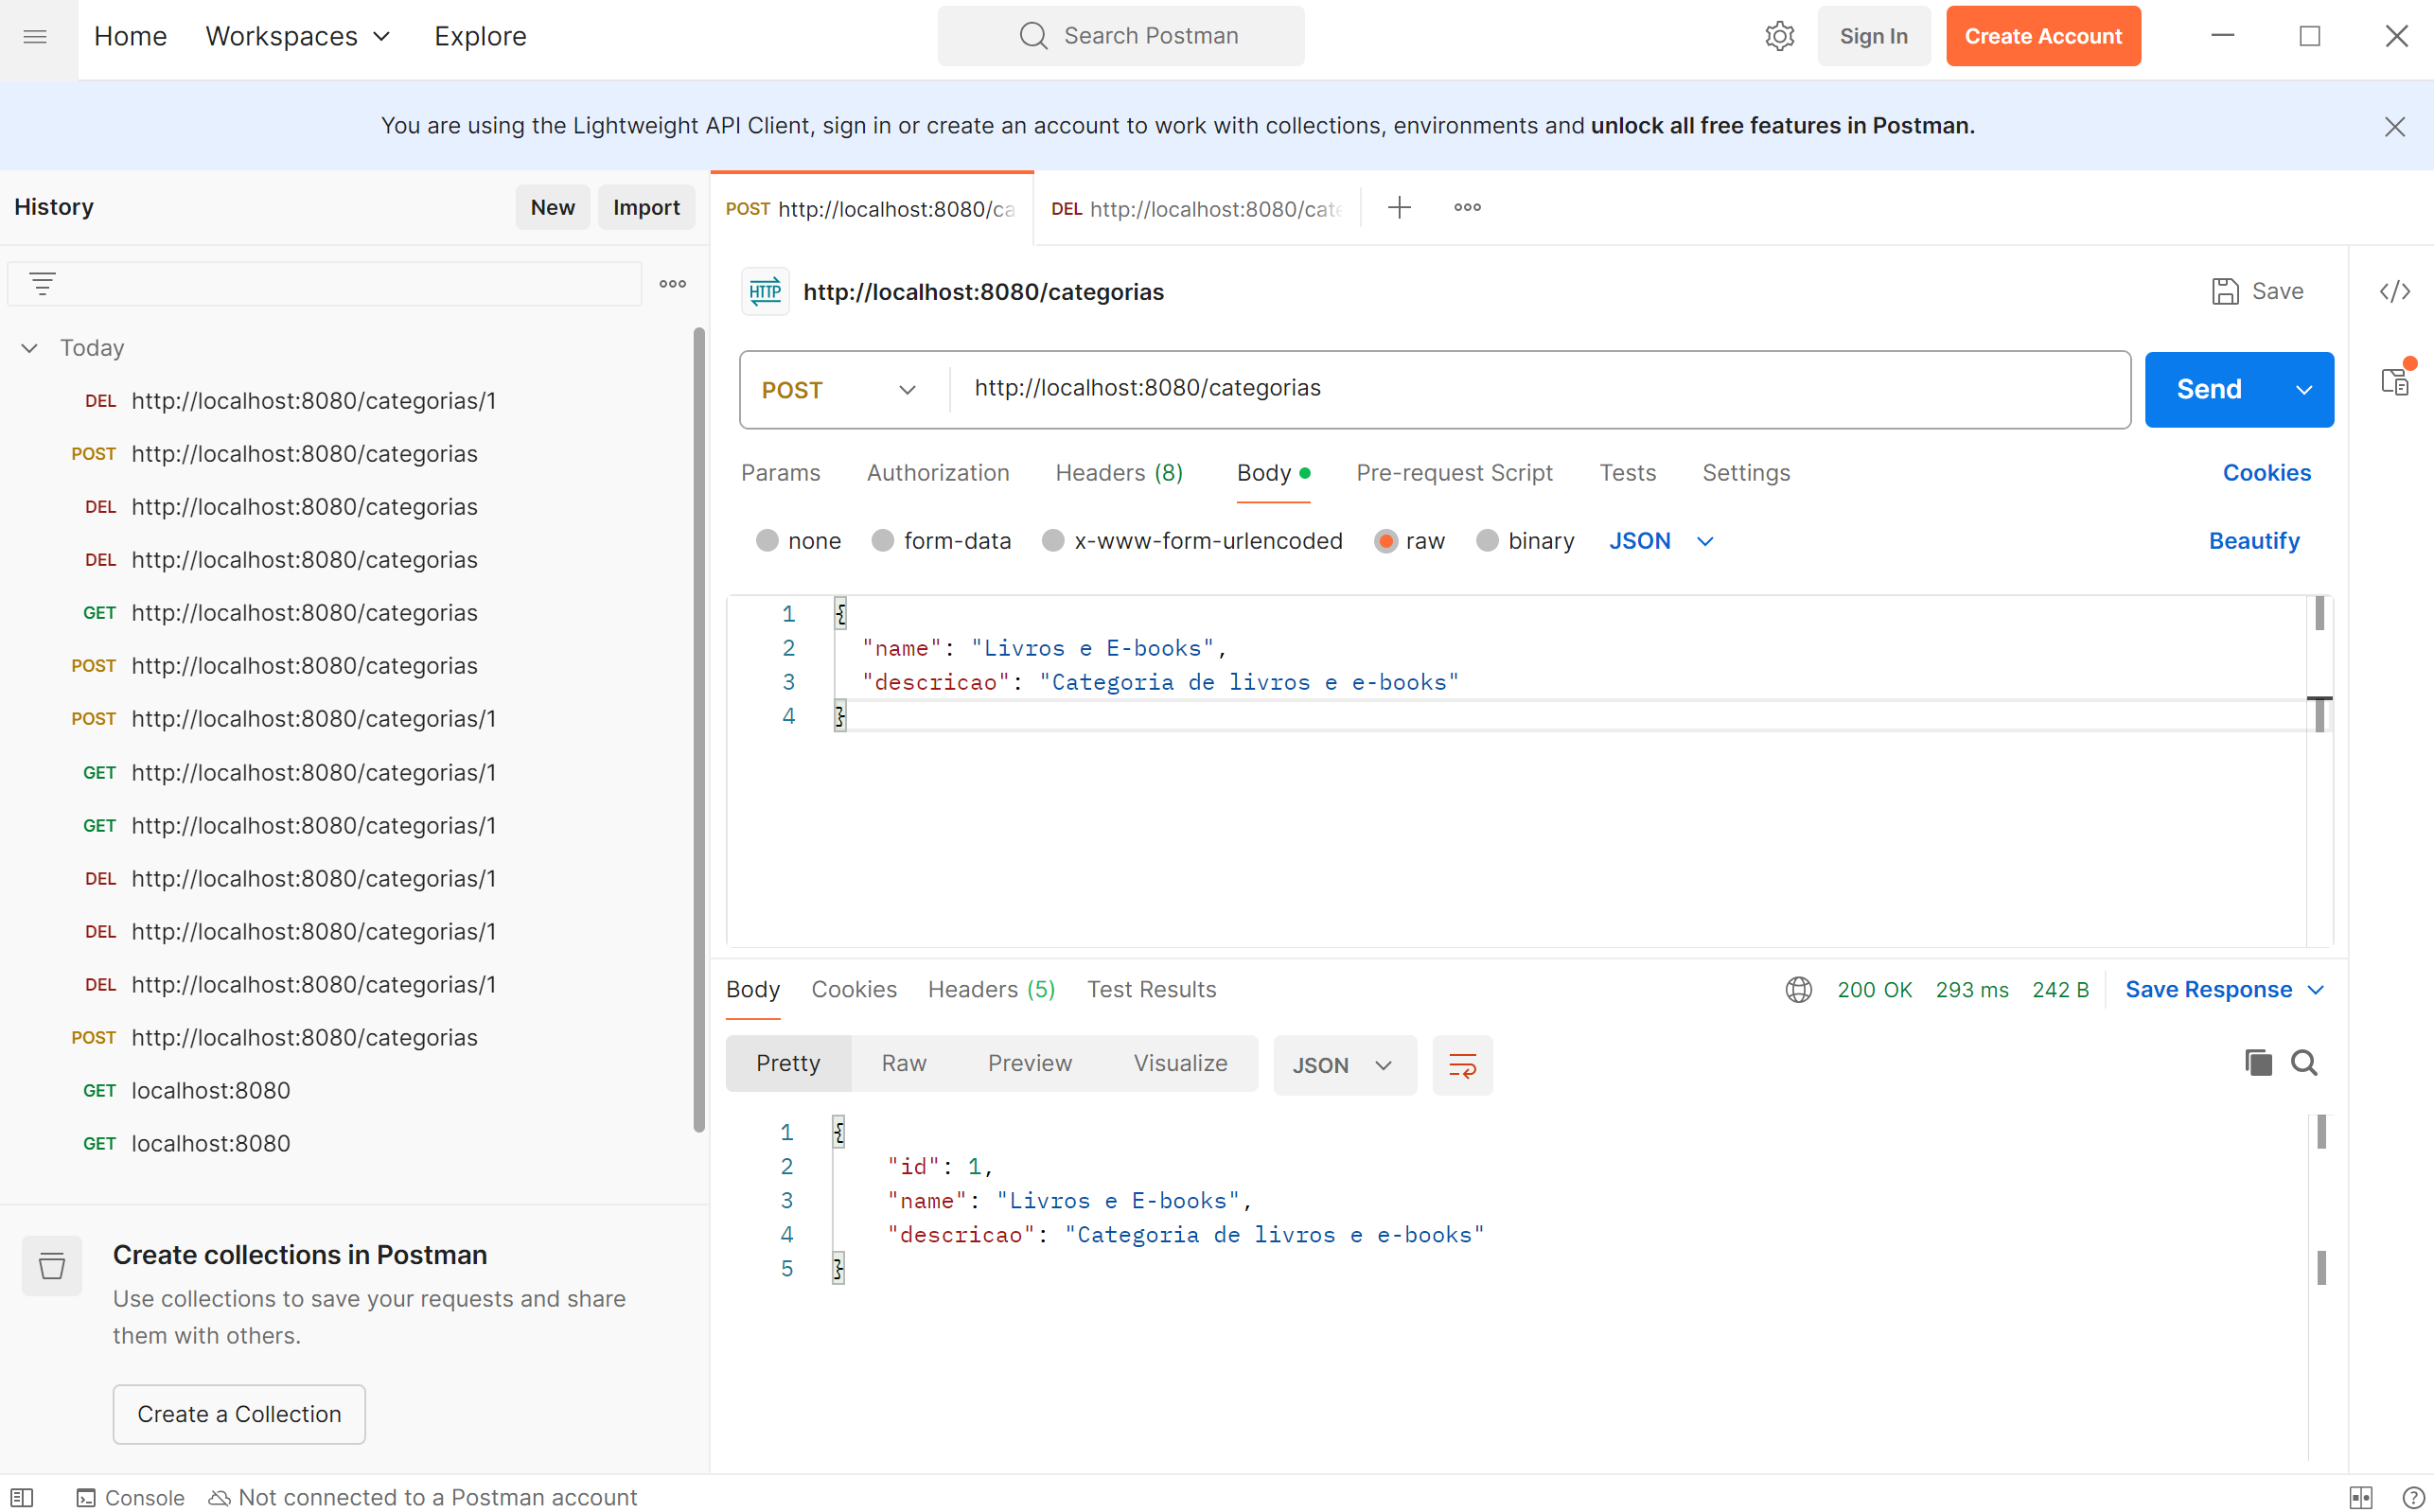 Home Workspaces Explore Search Postman Sign In Create Account
You are using the Lightweight API Client, sign in or create an account to work with collections, environments and unlock all free features in Postman.
History New Import
Today
DEL http://localhost:8080/categorias/1
POST http://localhost:8080/categorias
DEL http://localhost:8080/categorias
DEL http://localhost:8080/categorias
GET http://localhost:8080/categorias
POST http://localhost:8080/categorias
POST http://localhost:8080/categorias/1
GET http://localhost:8080/categorias/1
GET http://localhost:8080/categorias/1
DEL http://localhost:8080/categorias/1
DEL http://localhost:8080/categorias/1
DEL http://localhost:8080/categorias/1
POST http://localhost:8080/categorias
GET localhost:8080
GET localhost:8080
Create collections in Postman
Use collections to save your requests and share
them with others.
Create a Collection
POST http://localhost:8080/ca DEL http://localhost:8080/cate
HTTP http://localhost:8080/categorias Save
POST http://localhost:8080/categorias Send
Params Authorization Headers (8) Body Pre-request Script Tests Settings Cookies
none form-data x-www-form-urlencoded raw binary JSON Beautify
1 {
2 "name": "Livros e E-books",
3 "descricao": "Categoria de livros e e-books"
4 }
Body Cookies Headers (5) Test Results 200 OK 293 ms 242 B Save Response
Pretty Raw Preview Visualize JSON
1 {
2 "id": 1,
3 "name": "Livros e E-books",
4 "descricao": "Categoria de livros e e-books"
5 }
Console Not connected to a Postman account